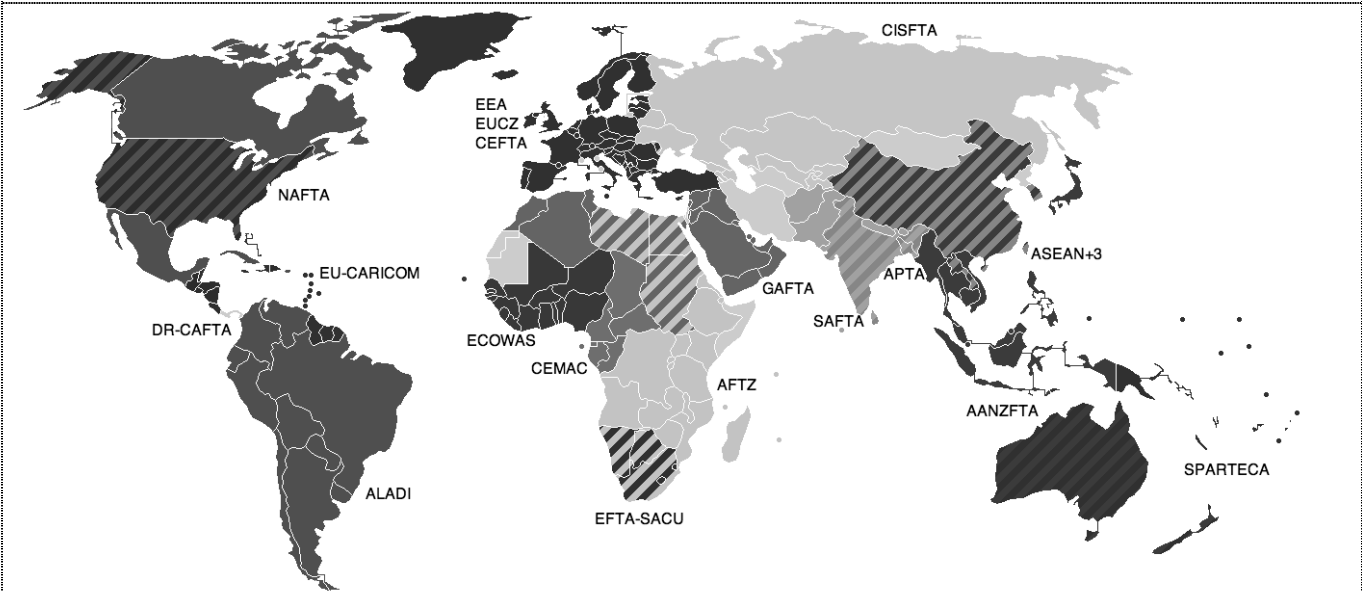 CISFTA
EEA
EUCZ
CEFTA
NAFTA
EU-CARICOM
DR-CAFTA
ALADI
ECOWAS
CEMAC
EFTA-SACU
AFTZ
GAFTA
SAFTA
APTA
ASEAN+3
AANZFTA
SPARTECA